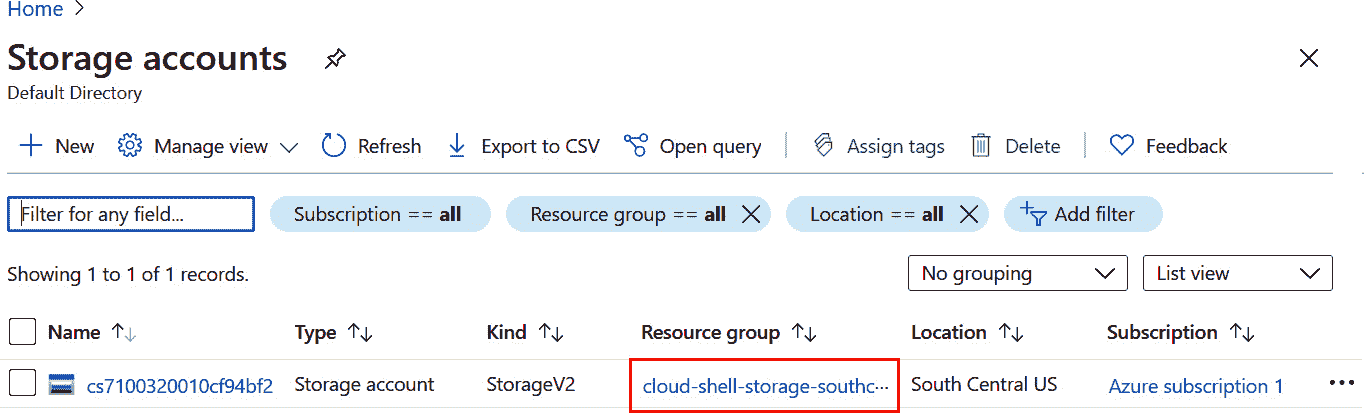 Home >
Storage accounts
Default Directory
New Manage view Refresh Export to CSV Open query Assign tags Delete Feedback
Filter for any field... Subscription == all Resource group == all Location == all Add filter
Showing 1 to 1 of 1 records. No grouping List view
Name Type Kind Resource group Location Subscription
cs7100320010cf94bf2 Storage account StorageV2 cloud-shell-storage-southc··· South Central US Azure subscription 1 ···